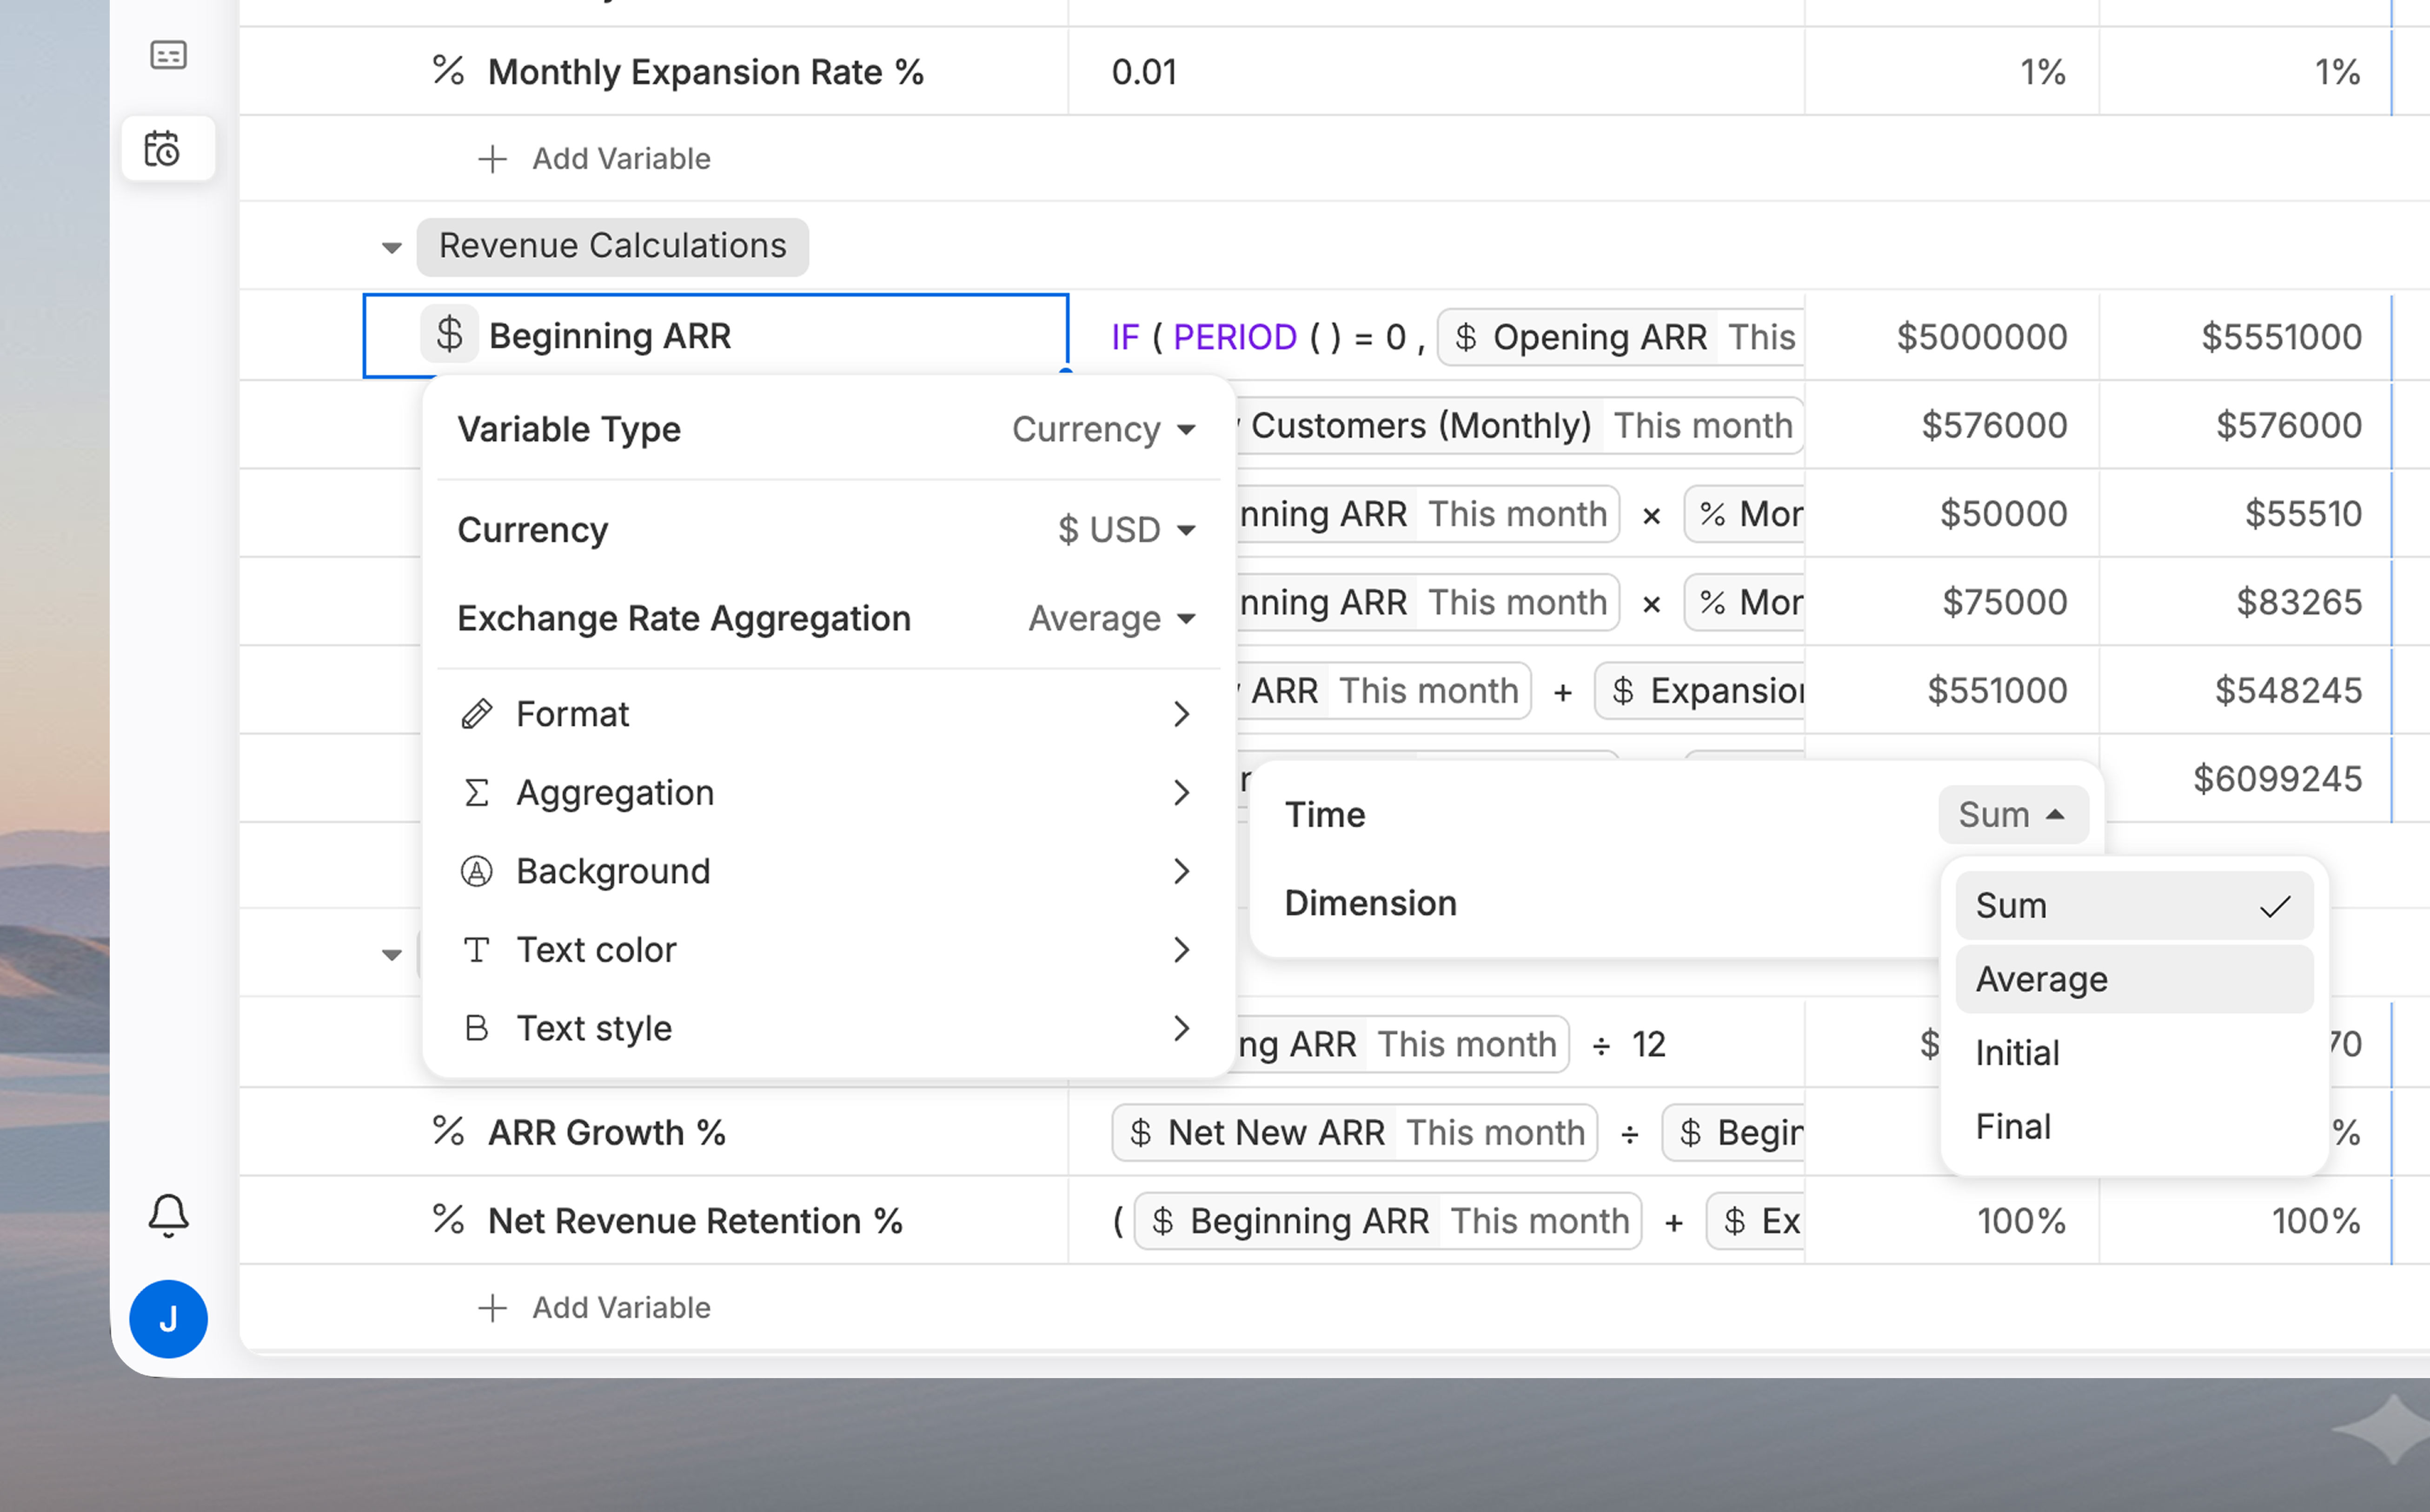 % Monthly Expansion Rate % 0.01 1% 1%
+ Add Variable
Revenue Calculations
$ Beginning ARR IF ( PERIOD ( ) = 0 , $ Opening ARR This $5000000 $5551000
Variable Type Currency
Customers (Monthly) This month $576000 $576000
Currency $ USD
nning ARR This month × % Mor $50000 $55510
Exchange Rate Aggregation Average
nning ARR This month × % Mor $75000 $83265
Format
ARR This month + $ Expansion $551000 $548245
Aggregation
$6099245
Time Sum
Background
Dimension
Sum
Text color
Average
Text style
ng ARR This month ÷ 12 $ 70
Initial
% ARR Growth % $ Net New ARR This month ÷ $ Begin %
Final
% Net Revenue Retention % ( $ Beginning ARR This month + $ Ex 100% 100%
+ Add Variable
J